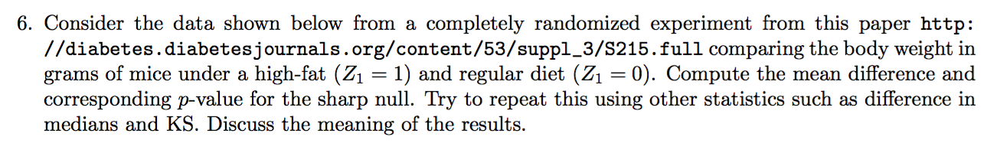 6. Consider the data shown below from a completely randomized experiment from this paper http:
//diabetes.diabetesjournals.org/content/53/suppl_3/S215.full comparing the body weight in
grams of mice under a high-fat (Z₁ = 1) and regular diet (Z₁ = 0). Compute the mean difference and
corresponding p-value for the sharp null. Try to repeat this using other statistics such as difference in
medians and KS. Discuss the meaning of the results.